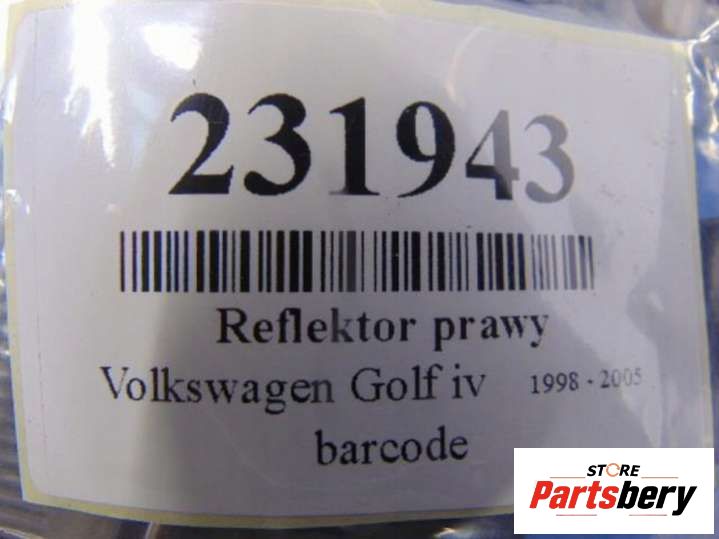 231943
Reflektor prawy
Volkswagen Golf iv 1998 - 2005
barcode
STORE
Partsbery